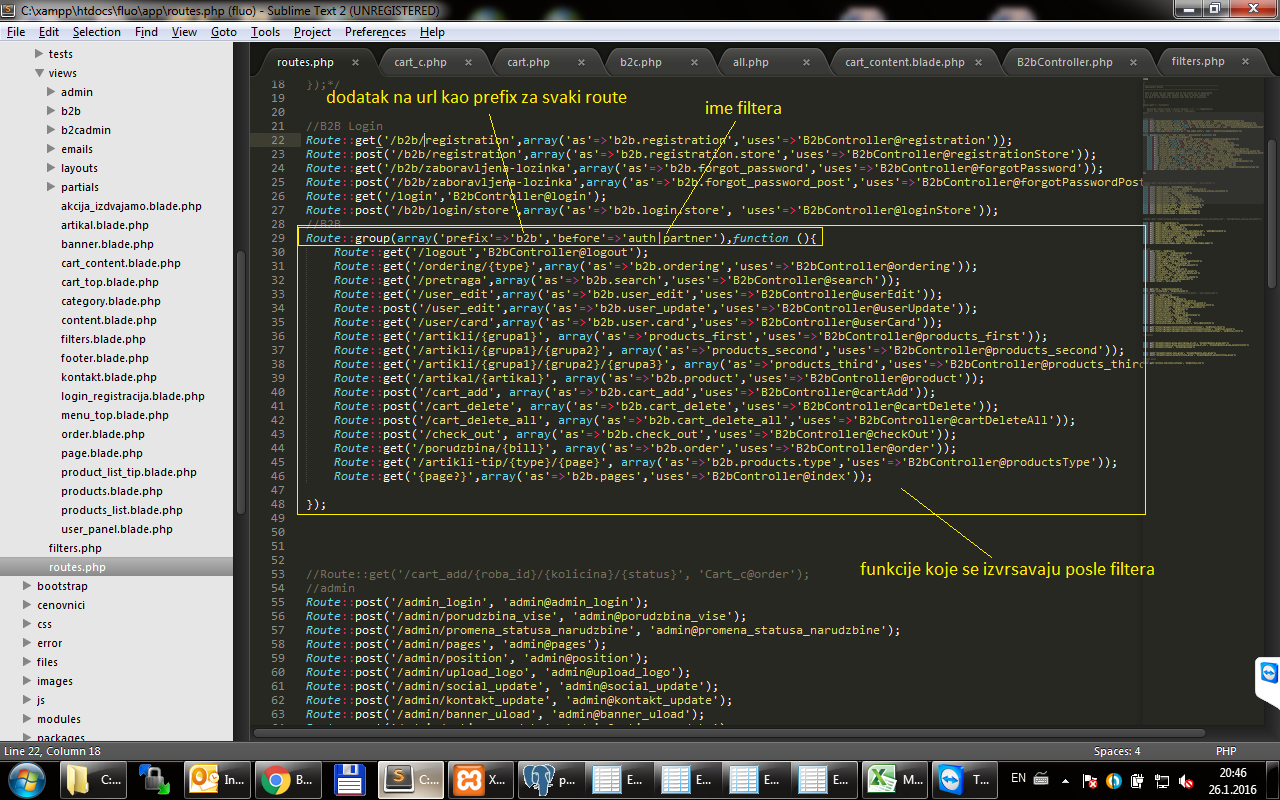 C:\xampp\htdocs\fluo\app\routes.php (fluo) - Sublime Text 2 (UNREGISTERED)
File Edit Selection Find View Goto Tools Project Preferences Help
tests
views
admin
b2b
b2cadmin
emails
layouts
partials
akcija_izdvajamo.blade.php
artikal.blade.php
banner.blade.php
cart_content.blade.php
cart_top.blade.php
category.blade.php
content.blade.php
filters.blade.php
footer.blade.php
kontakt.blade.php
login_registracija.blade.php
menu_top.blade.php
order.blade.php
page.blade.php
product_list_tip.blade.php
products.blade.php
products_list.blade.php
user_panel.blade.php
filters.php
routes.php
bootstrap
cenovnici
css
error
files
images
js
modules
packages
routes.php cart_c.php cart.php b2c.php all.php cart_content.blade.php B2bController.php filters.php
18 });*/
dodatak na url kao prefix za svaki route
ime filtera
19
20
21 //B2B Login
22 Route::get('/b2b/registration',array('as'=>'b2b.registration','uses'=>'B2bController@registration'));
23 Route::post('/b2b/registration',array('as'=>'b2b.registration.store','uses'=>'B2bController@registrationStore'));
24 Route::get('/b2b/zaboravljena-lozinka',array('as'=>'b2b.forgot_password','uses'=>'B2bController@forgotPassword'));
25 Route::post('/b2b/zaboravljena-lozinka',array('as'=>'b2b.forgot_password_post','uses'=>'B2bController@forgotPasswordPost
26 Route::get('/login','B2bController@login');
27 Route::post('/b2b/login/store',array('as'=>'b2b.login.store', 'uses'=>'B2bController@loginStore'));
28 //B2B
29 Route::group(array('prefix'=>'b2b','before'=>'auth|partner'),function (){
30 Route::get('/logout','B2bController@logout');
31 Route::get('/ordering/{type}',array('as'=>'b2b.ordering','uses'=>'B2bController@ordering'));
32 Route::get('/pretraga',array('as'=>'b2b.search','uses'=>'B2bController@search'));
33 Route::get('/user_edit',array('as'=>'b2b.user_edit','uses'=>'B2bController@userEdit'));
34 Route::post('/user_edit',array('as'=>'b2b.user_update','uses'=>'B2bController@userUpdate'));
35 Route::get('/user/card',array('as'=>'b2b.user.card','uses'=>'B2bController@userCard'));
36 Route::get('/artikli/{grupa1}', array('as'=>'products_first','uses'=>'B2bController@products_first'));
37 Route::get('/artikli/{grupa1}/{grupa2}', array('as'=>'products_second','uses'=>'B2bController@products_second'));
38 Route::get('/artikli/{grupa1}/{grupa2}/{grupa3}', array('as'=>'products_third','uses'=>'B2bController@products_thir
39 Route::get('/artikal/{artikal}', array('as'=>'b2b.product','uses'=>'B2bController@product'));
40 Route::post('/cart_add', array('as'=>'b2b.cart_add','uses'=>'B2bController@cartAdd'));
41 Route::post('/cart_delete', array('as'=>'b2b.cart_delete','uses'=>'B2bController@cartDelete'));
42 Route::post('/cart_delete_all', array('as'=>'b2b.cart_delete_all','uses'=>'B2bController@cartDeleteAll'));
43 Route::post('/check_out', array('as'=>'b2b.check_out','uses'=>'B2bController@checkOut'));
44 Route::get('/porudzbina/{bill}', array('as'=>'b2b.order','uses'=>'B2bController@order'));
45 Route::get('/artikli-tip/{type}/{page}', array('as'=>'b2b.products.type','uses'=>'B2bController@productsType'));
46 Route::get('{page?}',array('as'=>'b2b.pages','uses'=>'B2bController@index'));
47
48 });
49
50
51
52
funkcije koje se izvrsavaju posle filtera
53 //Route::get('/cart_add/{roba_id}/{kolicina}/{status}', 'Cart_c@order');
54 //admin
55 Route::post('/admin_login', 'admin@admin_login');
56 Route::post('/admin/porudzbina_vise', 'admin@porudzbina_vise');
57 Route::post('/admin/promena_statusa_narudzbine', 'admin@promena_statusa_narudzbine');
58 Route::post('/admin/pages', 'admin@pages');
59 Route::post('/admin/position', 'admin@position');
60 Route::post('/admin/upload_logo', 'admin@upload_logo');
61 Route::post('/admin/social_update', 'admin@social_update');
62 Route::post('/admin/kontakt_update', 'admin@kontakt_update');
63 Route::post('/admin/banner_uload', 'admin@banner_uload');
Line 22, Column 18 Spaces: 4 PHP
C:... In... B... C:... X... p... E... E... E... E... M... T... EN 20:46
26.1.2016